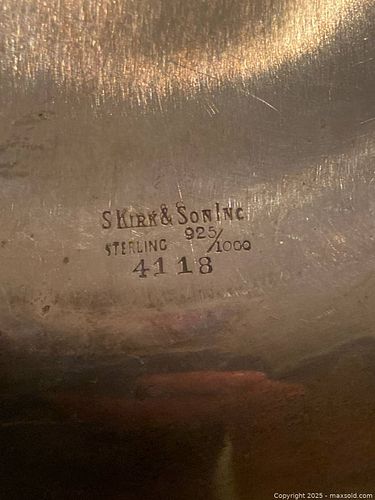 S KIRK & SON INC
STERLING 925/1000
4118
Copyright 2025 - maxsold.com